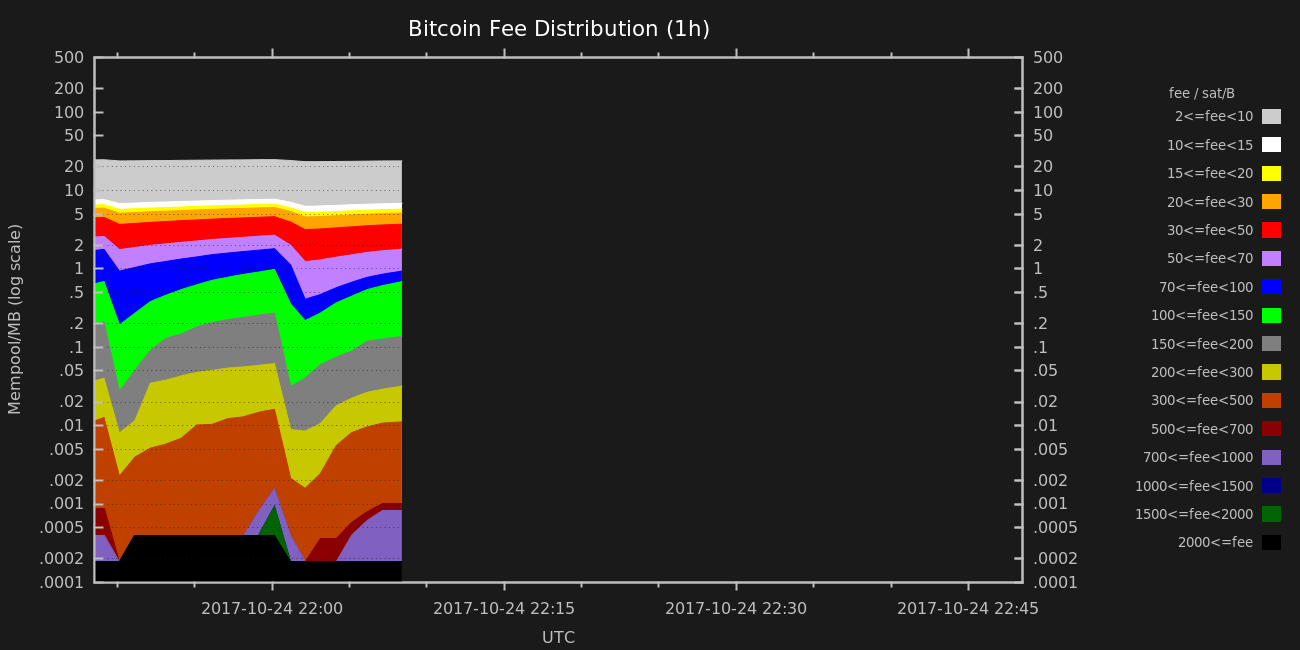 Bitcoin Fee Distribution (1h)
Mempool/MB (log scale)
500
200
100
50
20
10
5
2
1
.5
.2
.1
.05
.02
.01
.005
.002
.001
.0005
.0002
.0001
500
200
100
50
20
10
5
2
1
.5
.2
.1
.05
.02
.01
.005
.002
.001
.0005
.0002
.0001
fee / sat/B
2<=fee<10
10<=fee<15
15<=fee<20
20<=fee<30
30<=fee<50
50<=fee<70
70<=fee<100
100<=fee<150
150<=fee<200
200<=fee<300
300<=fee<500
500<=fee<700
700<=fee<1000
1000<=fee<1500
1500<=fee<2000
2000<=fee
2017-10-24 22:00 2017-10-24 22:15 2017-10-24 22:30 2017-10-24 22:45
UTC